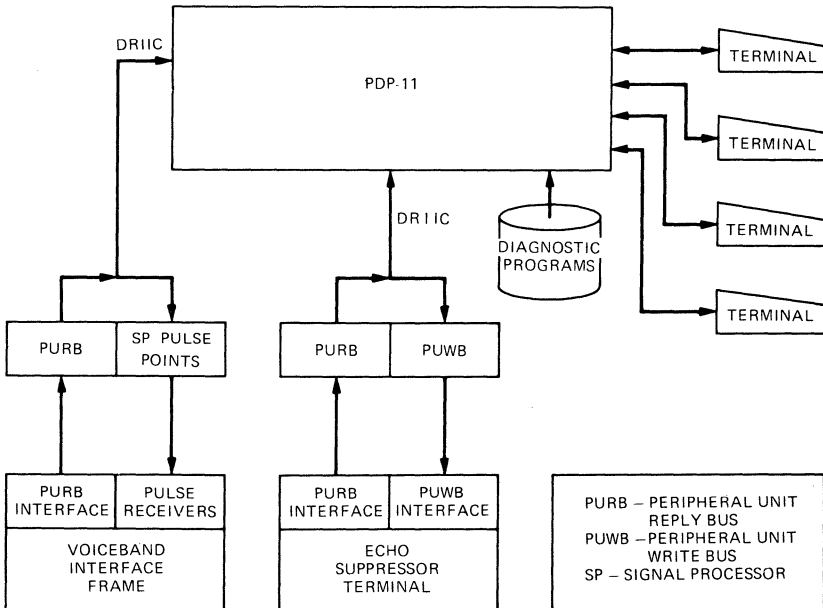 DR11C
PDP-11
TERMINAL
TERMINAL
TERMINAL
TERMINAL
DR11C
DIAGNOSTIC
PROGRAMS
PURB
SP PULSE
POINTS
PURB
PUWB
PURB
INTERFACE
PULSE
RECEIVERS
VOICEBAND
INTERFACE
FRAME
PURB
INTERFACE
PUWB
INTERFACE
ECHO
SUPPRESSOR
TERMINAL
PURB – PERIPHERAL UNIT
REPLY BUS
PUWB – PERIPHERAL UNIT
WRITE BUS
SP – SIGNAL PROCESSOR